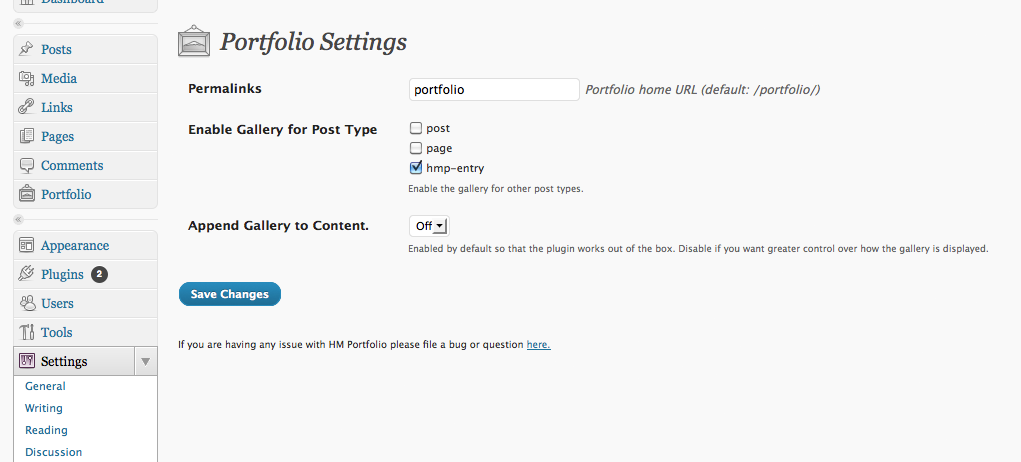 Dashboard
Posts
Media
Links
Pages
Comments
Portfolio
Appearance
Plugins 2
Users
Tools
Settings
General
Writing
Reading
Discussion
Portfolio Settings
Permalinks portfolio Portfolio home URL (default: /portfolio/)
Enable Gallery for Post Type post
page
hmp-entry
Enable the gallery for other post types.
Append Gallery to Content. Off
Enabled by default so that the plugin works out of the box. Disable if you want greater control over how the gallery is displayed.
Save Changes
If you are having any issue with HM Portfolio please file a bug or question here.